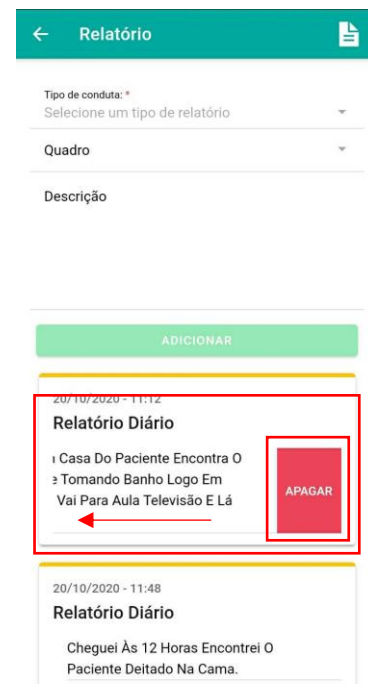 Relatório
Tipo de conduta: *
Selecione um tipo de relatório
Quadro
Descrição
ADICIONAR
20/10/2020 - 11:12
Relatório Diário
Casa Do Paciente Encontra O
Tomando Banho Logo Em
Vai Para Aula Televisão E Lá
APAGAR
20/10/2020 - 11:48
Relatório Diário
Cheguei Às 12 Horas Encontrei O
Paciente Deitado Na Cama.